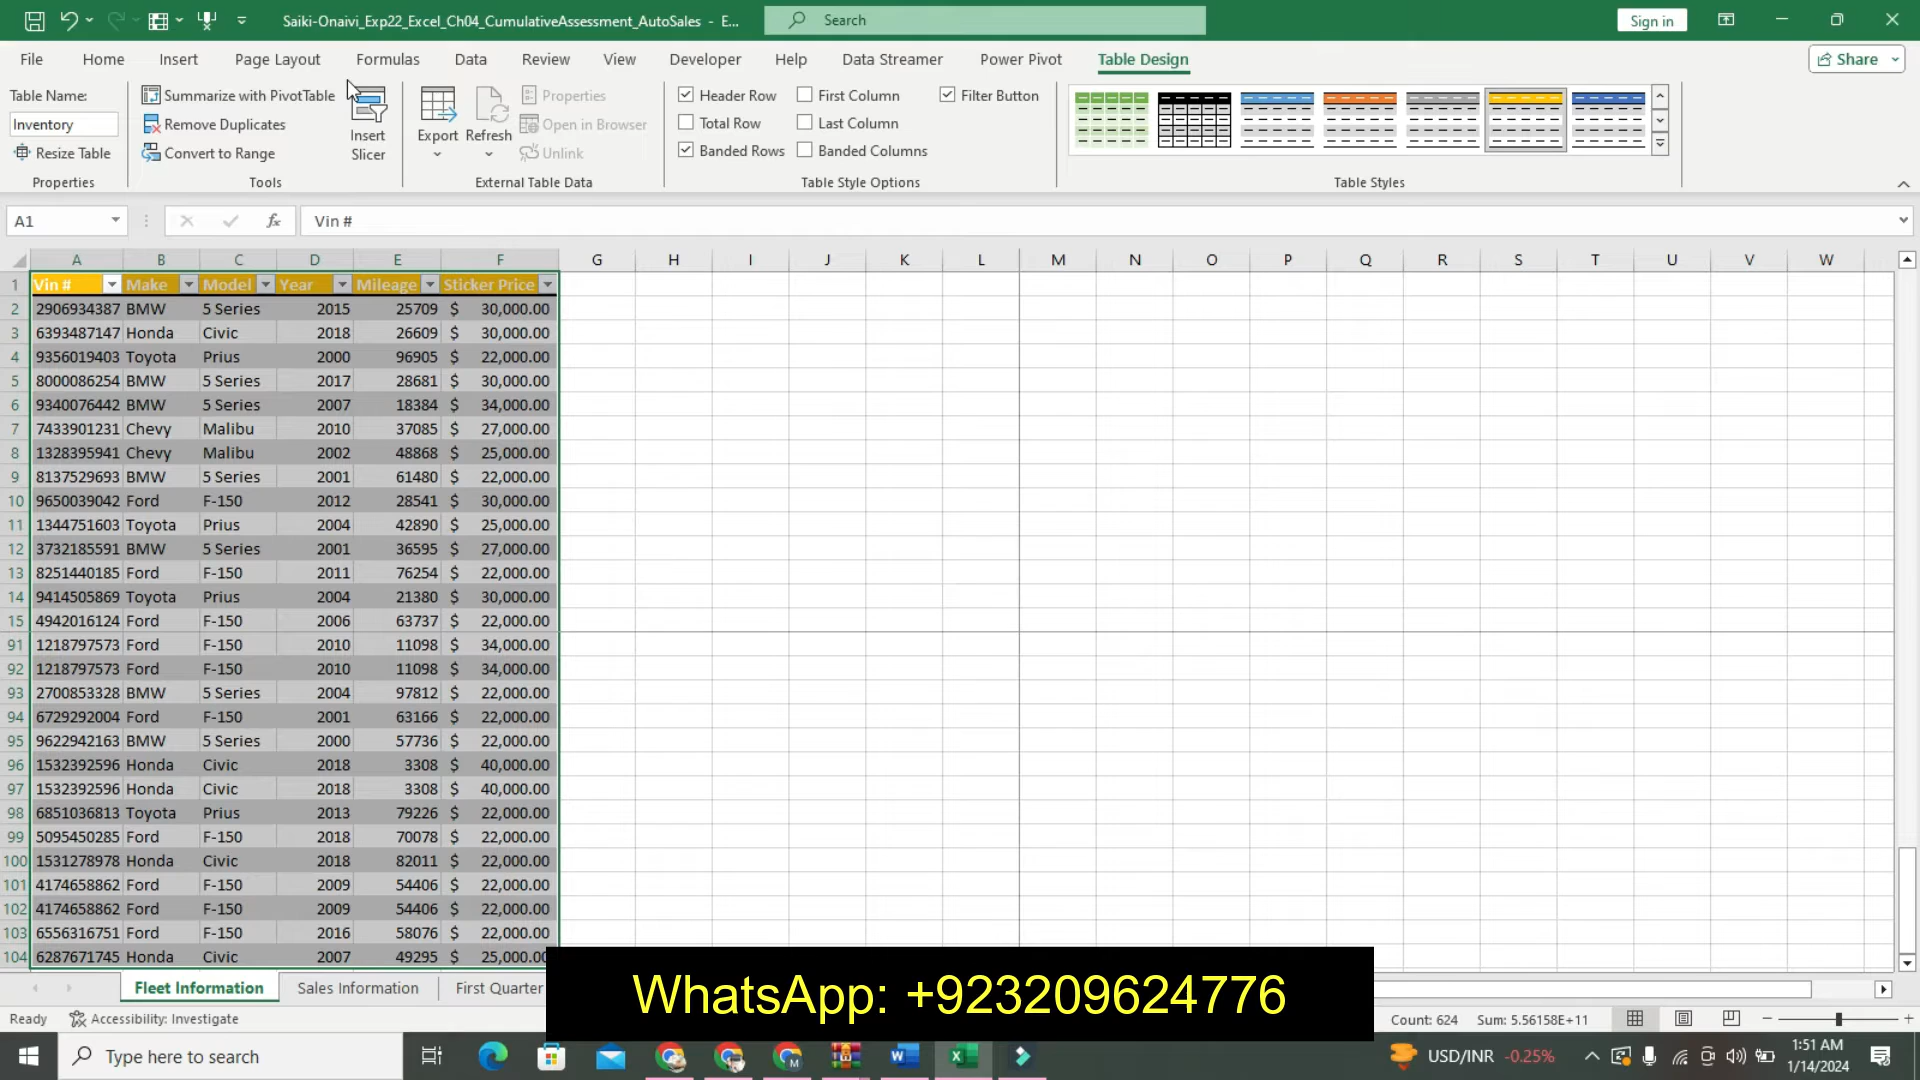 Saiki-Onaivi_Exp22_Excel_Ch04_CumulativeAssessment_AutoSales - E...
Search
Sign in
File Home Insert Page Layout Formulas Data Review View Developer Help Data Streamer Power Pivot Table Design
Share
Table Name:
Inventory
Resize Table
Properties
Summarize with PivotTable
Remove Duplicates
Convert to Range
Tools
Insert
Slicer
Export
Refresh
Properties
Open in Browser
Unlink
External Table Data
Header Row First Column Filter Button
Total Row Last Column
Banded Rows Banded Columns
Table Style Options
Table Styles
A1 fx Vin #
A B C D E F G H I J K L M N O P Q R S T U V W
1 Vin # Make Model Year Mileage Sticker Price
2 2906934387 BMW 5 Series 2015 25709 $ 30,000.00
3 6393487147 Honda Civic 2018 26609 $ 30,000.00
4 9356019403 Toyota Prius 2000 96905 $ 22,000.00
5 8000086254 BMW 5 Series 2017 28681 $ 30,000.00
6 9340076442 BMW 5 Series 2007 18384 $ 34,000.00
7 7433901231 Chevy Malibu 2010 37085 $ 27,000.00
8 1328395941 Chevy Malibu 2002 48868 $ 25,000.00
9 8137529693 BMW 5 Series 2001 61480 $ 22,000.00
10 9650039042 Ford F-150 2012 28541 $ 30,000.00
11 1344751603 Toyota Prius 2004 42890 $ 25,000.00
12 3732185591 BMW 5 Series 2001 36595 $ 27,000.00
13 8251440185 Ford F-150 2011 76254 $ 22,000.00
14 9414505869 Toyota Prius 2004 21380 $ 30,000.00
15 4942016124 Ford F-150 2006 63737 $ 22,000.00
91 1218797573 Ford F-150 2010 11098 $ 34,000.00
92 1218797573 Ford F-150 2010 11098 $ 34,000.00
93 2700853328 BMW 5 Series 2004 97812 $ 22,000.00
94 6729292004 Ford F-150 2001 63166 $ 22,000.00
95 9622942163 BMW 5 Series 2000 57736 $ 22,000.00
96 1532392596 Honda Civic 2018 3308 $ 40,000.00
97 1532392596 Honda Civic 2018 3308 $ 40,000.00
98 6851036813 Toyota Prius 2013 79226 $ 22,000.00
99 5095450285 Ford F-150 2018 70078 $ 22,000.00
100 1531278978 Honda Civic 2018 82011 $ 22,000.00
101 4174658862 Ford F-150 2009 54406 $ 22,000.00
102 4174658862 Ford F-150 2009 54406 $ 22,000.00
103 6556316751 Ford F-150 2016 58076 $ 22,000.00
104 6287671745 Honda Civic 2007 49295 $ 25,000.00
Fleet Information Sales Information First Quarter
WhatsApp: +923209624776
Ready Accessibility: Investigate Count: 624 Sum: 5.56158E+11
Type here to search
USD/INR -0.25%
1:51 AM
1/14/2024